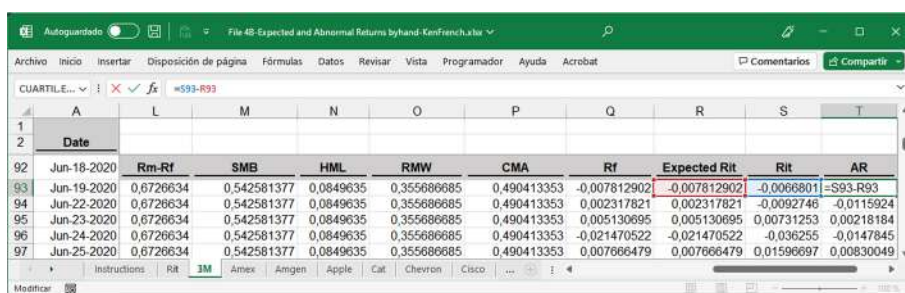 Autoguardado File 4B-Expected and Abnormal Returns byhand-KenFrench.xlsx
Archivo Inicio Insertar Disposición de página Fórmulas Datos Revisar Vista Programador Ayuda Acrobat Comentarios Compartir
CUARTIL.E... fx =S93-R93
A L M N O P Q R S T
1
2 Date
92 Jun-18-2020 Rm-Rf SMB HML RMW CMA Rf Expected Rit Rit AR
93 Jun-19-2020 0,6726634 0,542581377 0,0849635 0,355686685 0,490413353 -0,007812902 -0,007812902 -0,0066801 =S93-R93
94 Jun-22-2020 0,6726634 0,542581377 0,0849635 0,355686685 0,490413353 0,002317821 0,002317821 -0,0092746 -0,0115924
95 Jun-23-2020 0,6726634 0,542581377 0,0849635 0,355686685 0,490413353 0,005130695 0,005130695 0,00731253 0,00218184
96 Jun-24-2020 0,6726634 0,542581377 0,0849635 0,355686685 0,490413353 -0,021470522 -0,021470522 -0,036255 -0,0147845
97 Jun-25-2020 0,6726634 0,542581377 0,0849635 0,355686685 0,490413353 0,007666479 0,007666479 0,01596697 0,00830049
Instructions Rit 3M Amex Amgen Apple Cat Chevron Cisco ...
Modificar